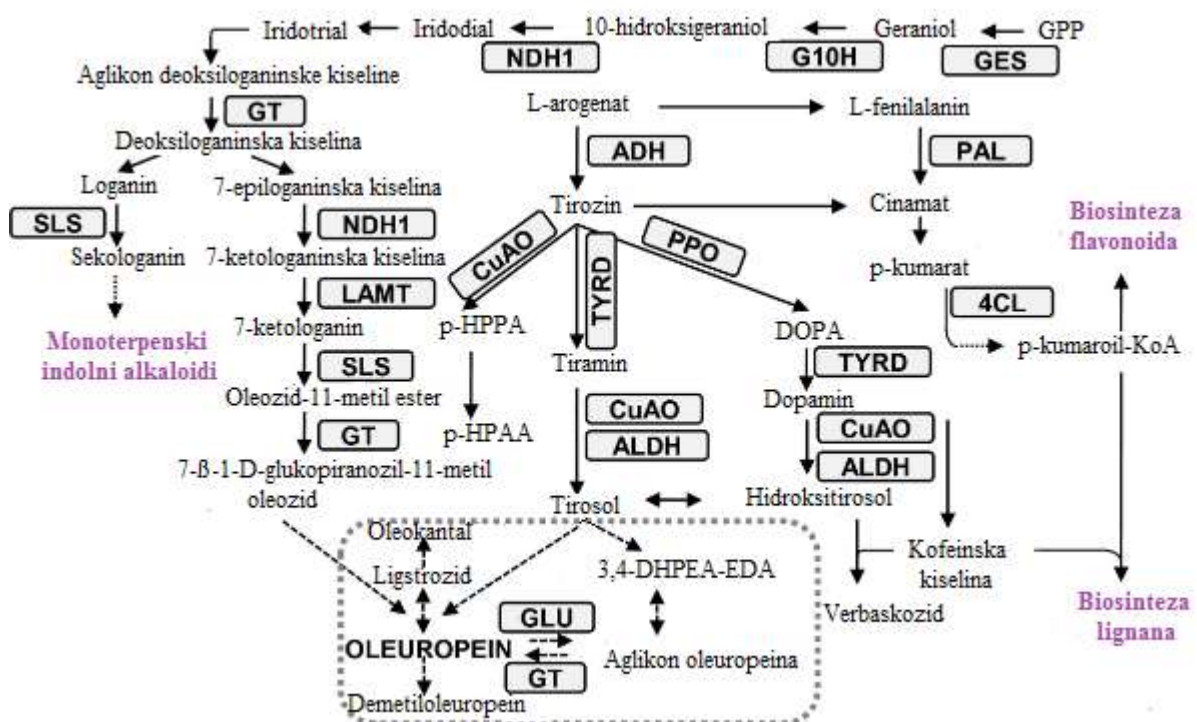 Iridotrial
Iridodial
10-hidroksigeraniol
Geraniol
GPP
NDH1
G10H
GES
Aglikon deoksiloganinske kiseline
GT
Deoksiloganinska kiselina
Loganin
7-epiloganinska kiselina
SLS
NDH1
Sekologanin
7-ketologaninska kiselina
LAMT
Monoterpenski
indolni alkaloidi
7-ketologanin
SLS
Oleozid-11-metil ester
GT
7-ß-1-D-glukopiranozil-11-metil
oleozid
L-arogenat
L-fenilalanin
ADH
PAL
Tirozin
Cinamat
CuAO
TYRD
PPO
p-kumarat
4CL
p-HPPA
DOPA
p-kumaroil-KoA
Biosinteza
flavonoida
Tiramin
TYRD
Dopamin
p-HPAA
CuAO
ALDH
CuAO
ALDH
Tirosol
Hidroksitirosol
Kofeinska
kiselina
Verbaskozid
Biosinteza
lignana
Oleokantal
Ligstrozid
3,4-DHPEA-EDA
GLU
OLEUROPEIN
GT
Aglikon oleuropeina
Demetiloleuropein